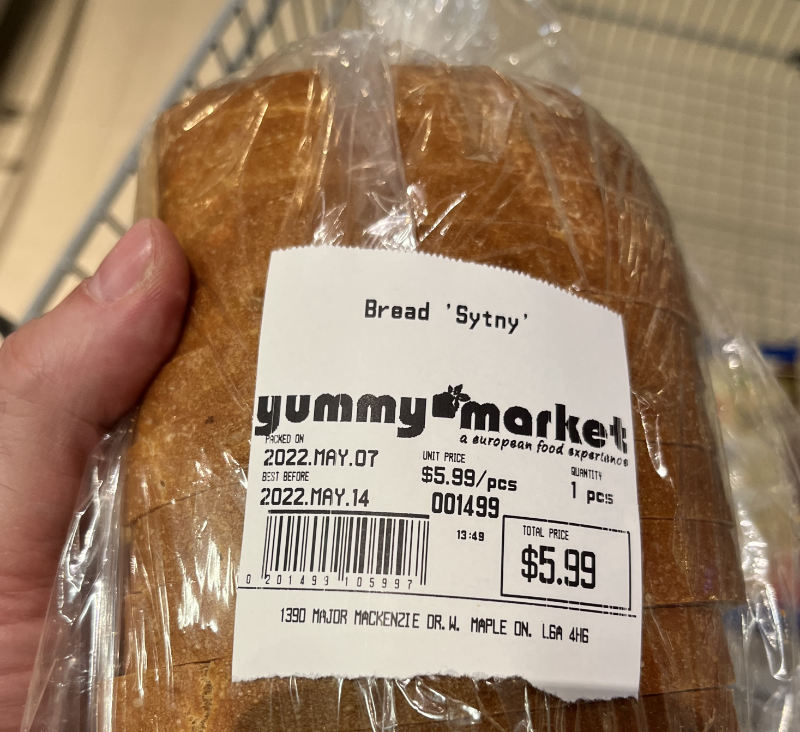 Bread 'Sytny'
yummy market
a european food experience
PACKED ON
2022.MAY.07
UNIT PRICE
$5.99/pcs
QUANTITY
1 pcs
BEST BEFORE
2022.MAY.14
001499
13:49
TOTAL PRICE
$5.99
0 201499 105997
1390 MAJOR MACKENZIE DR.W. MAPLE ON. L6A 4H6